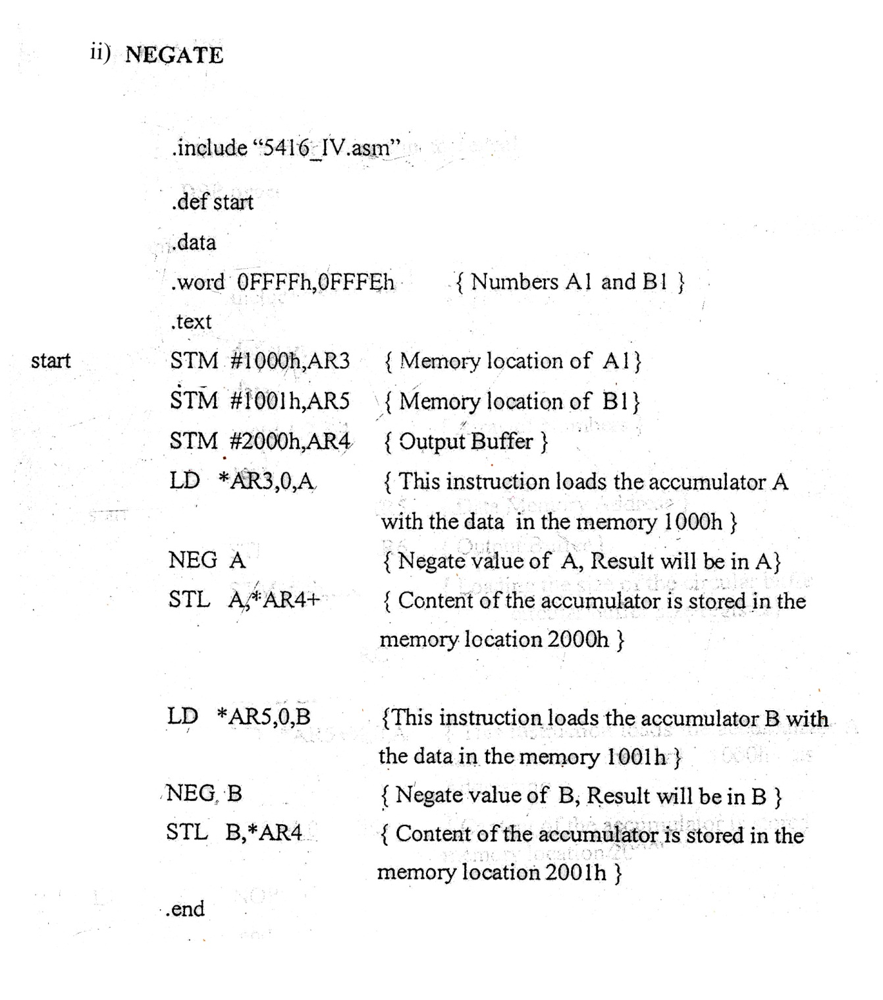 ii) NEGATE
.include “5416_IV.asm”
.def start
.data
.word 0FFFFh,0FFFEh { Numbers A1 and B1 }
.text
start STM #1000h,AR3 { Memory location of A1}
STM #1001h,AR5 { Memory location of B1}
STM #2000h,AR4 { Output Buffer }
LD *AR3,0,A { This instruction loads the accumulator A
with the data in the memory 1000h }
NEG A { Negate value of A, Result will be in A}
STL A,*AR4+ { Content of the accumulator is stored in the
memory location 2000h }
LD *AR5,0,B {This instruction loads the accumulator B with
the data in the memory 1001h }
NEG B { Negate value of B, Result will be in B }
STL B,*AR4 { Content of the accumulator is stored in the
memory location 2001h }
.end